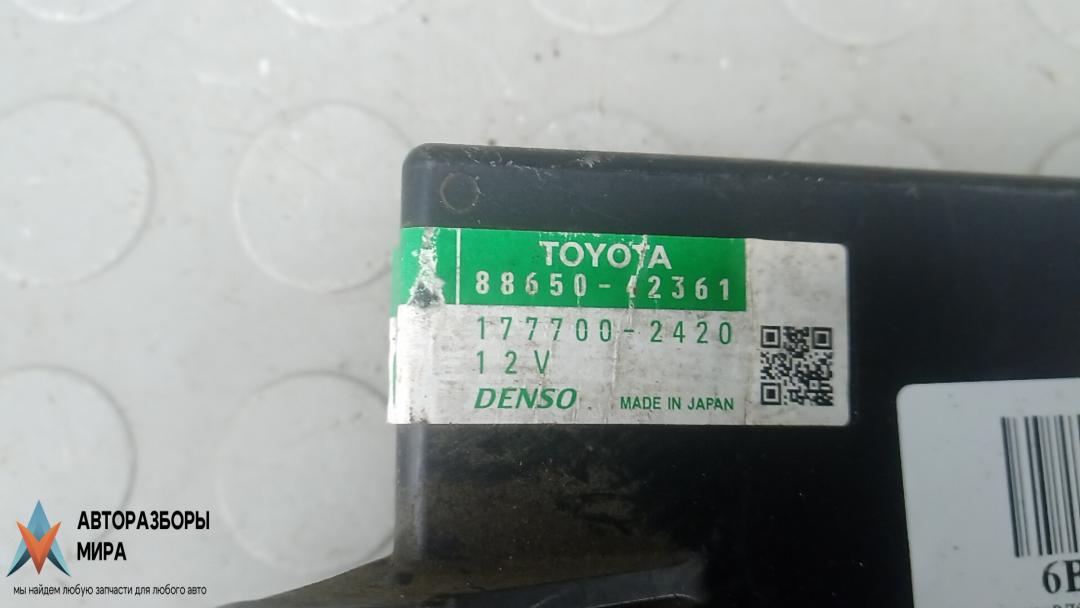 TOYOTA
88650-42361
177700-2420
12V
DENSO MADE IN JAPAN
АВТОРАЗБОРЫ
МИРА
мы найдем любую запчасти для любого авто